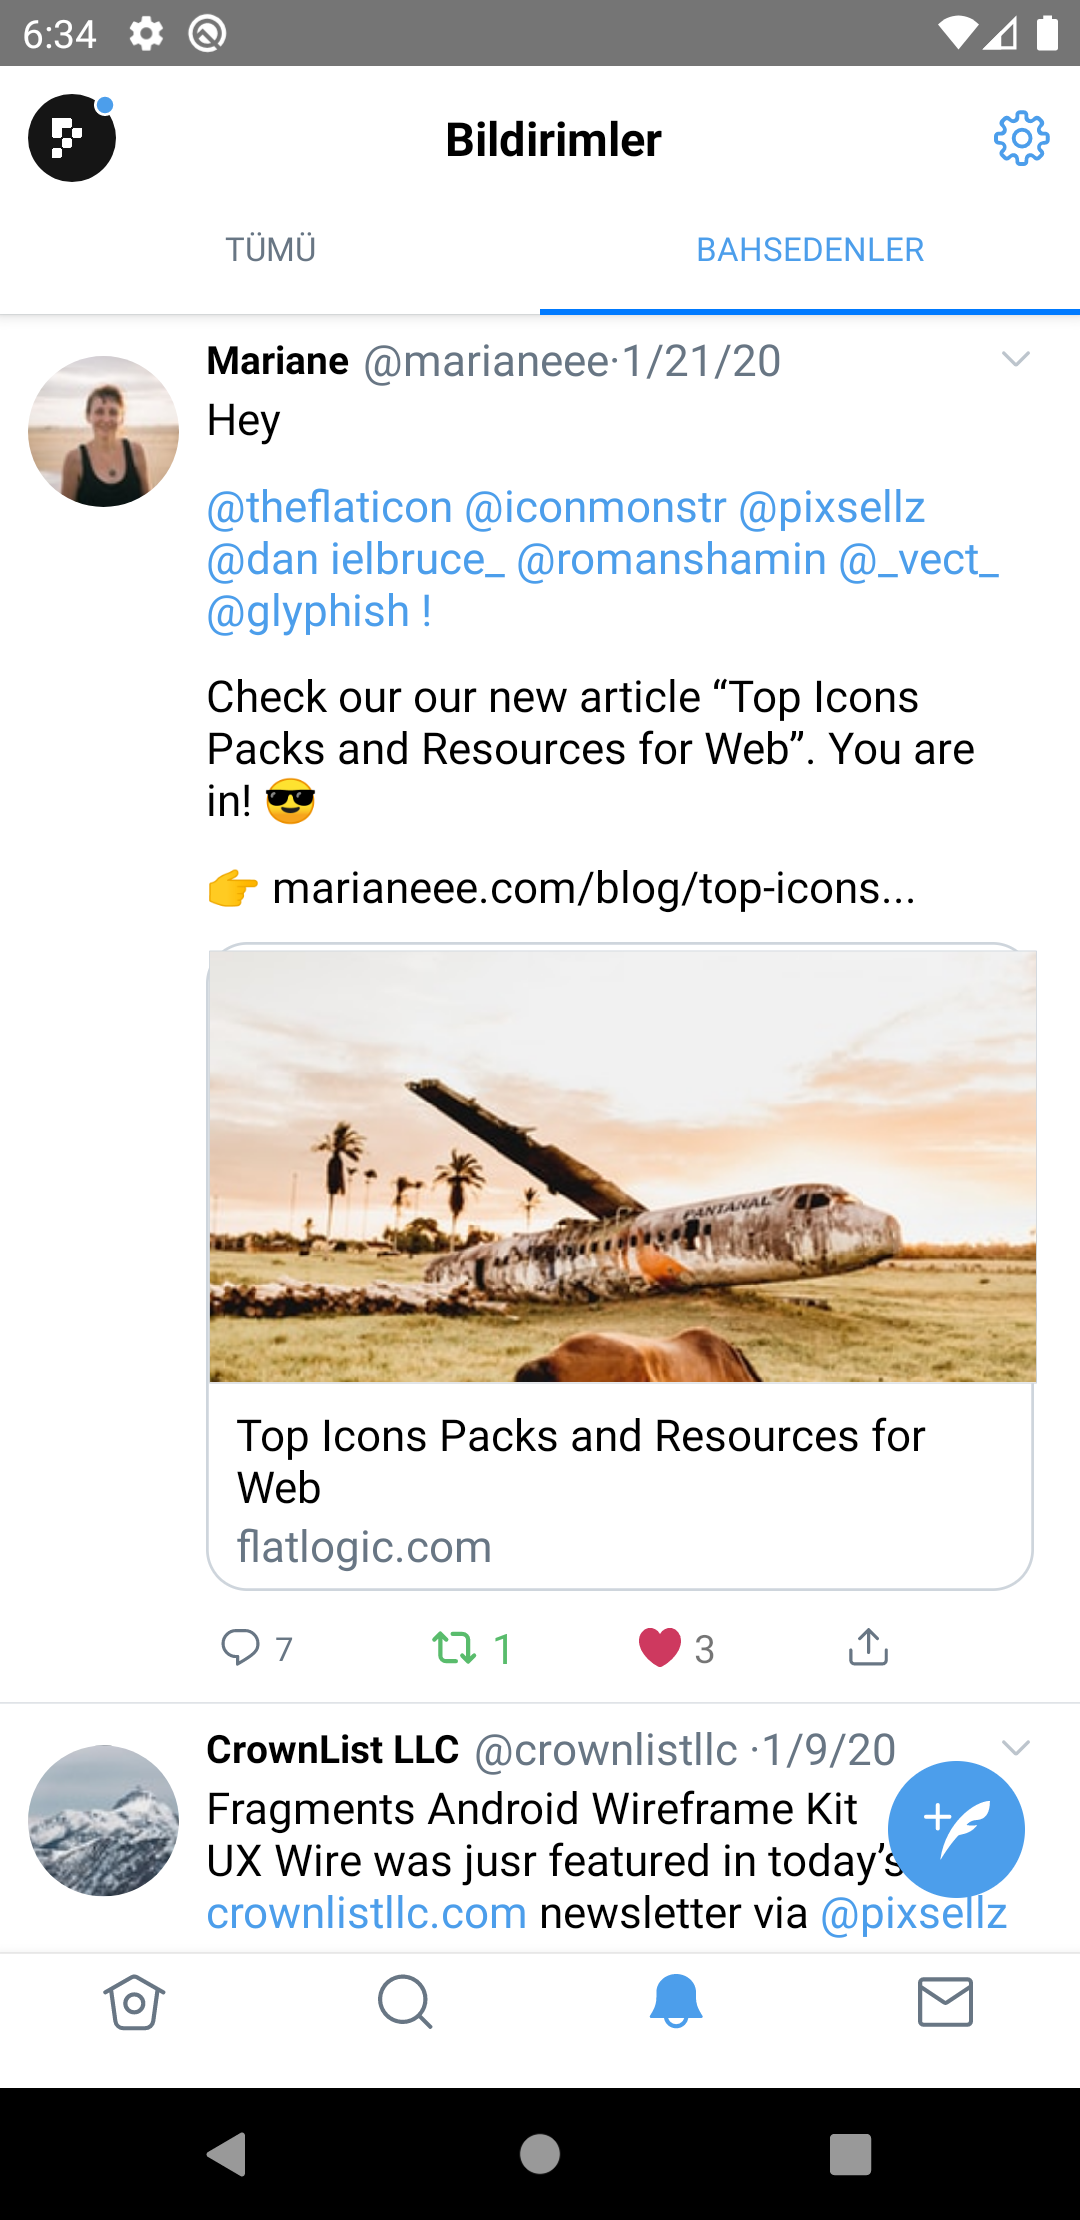 6:34
Bildirimler
TÜMÜ
BAHSEDENLER
Mariane @marianeee·1/21/20
Hey
@theflaticon @iconmonstr @pixsellz
@dan ielbruce_ @romanshamin @_vect_
@glyphish !
Check our our new article “Top Icons
Packs and Resources for Web”. You are
in! 😎
👉 marianeee.com/blog/top-icons...
PANTANAL
Top Icons Packs and Resources for
Web
flatlogic.com
7
1
3
CrownList LLC @crownlistllc ·1/9/20
Fragments Android Wireframe Kit
UX Wire was jusr featured in today’s
crownlistllc.com newsletter via @pixsellz